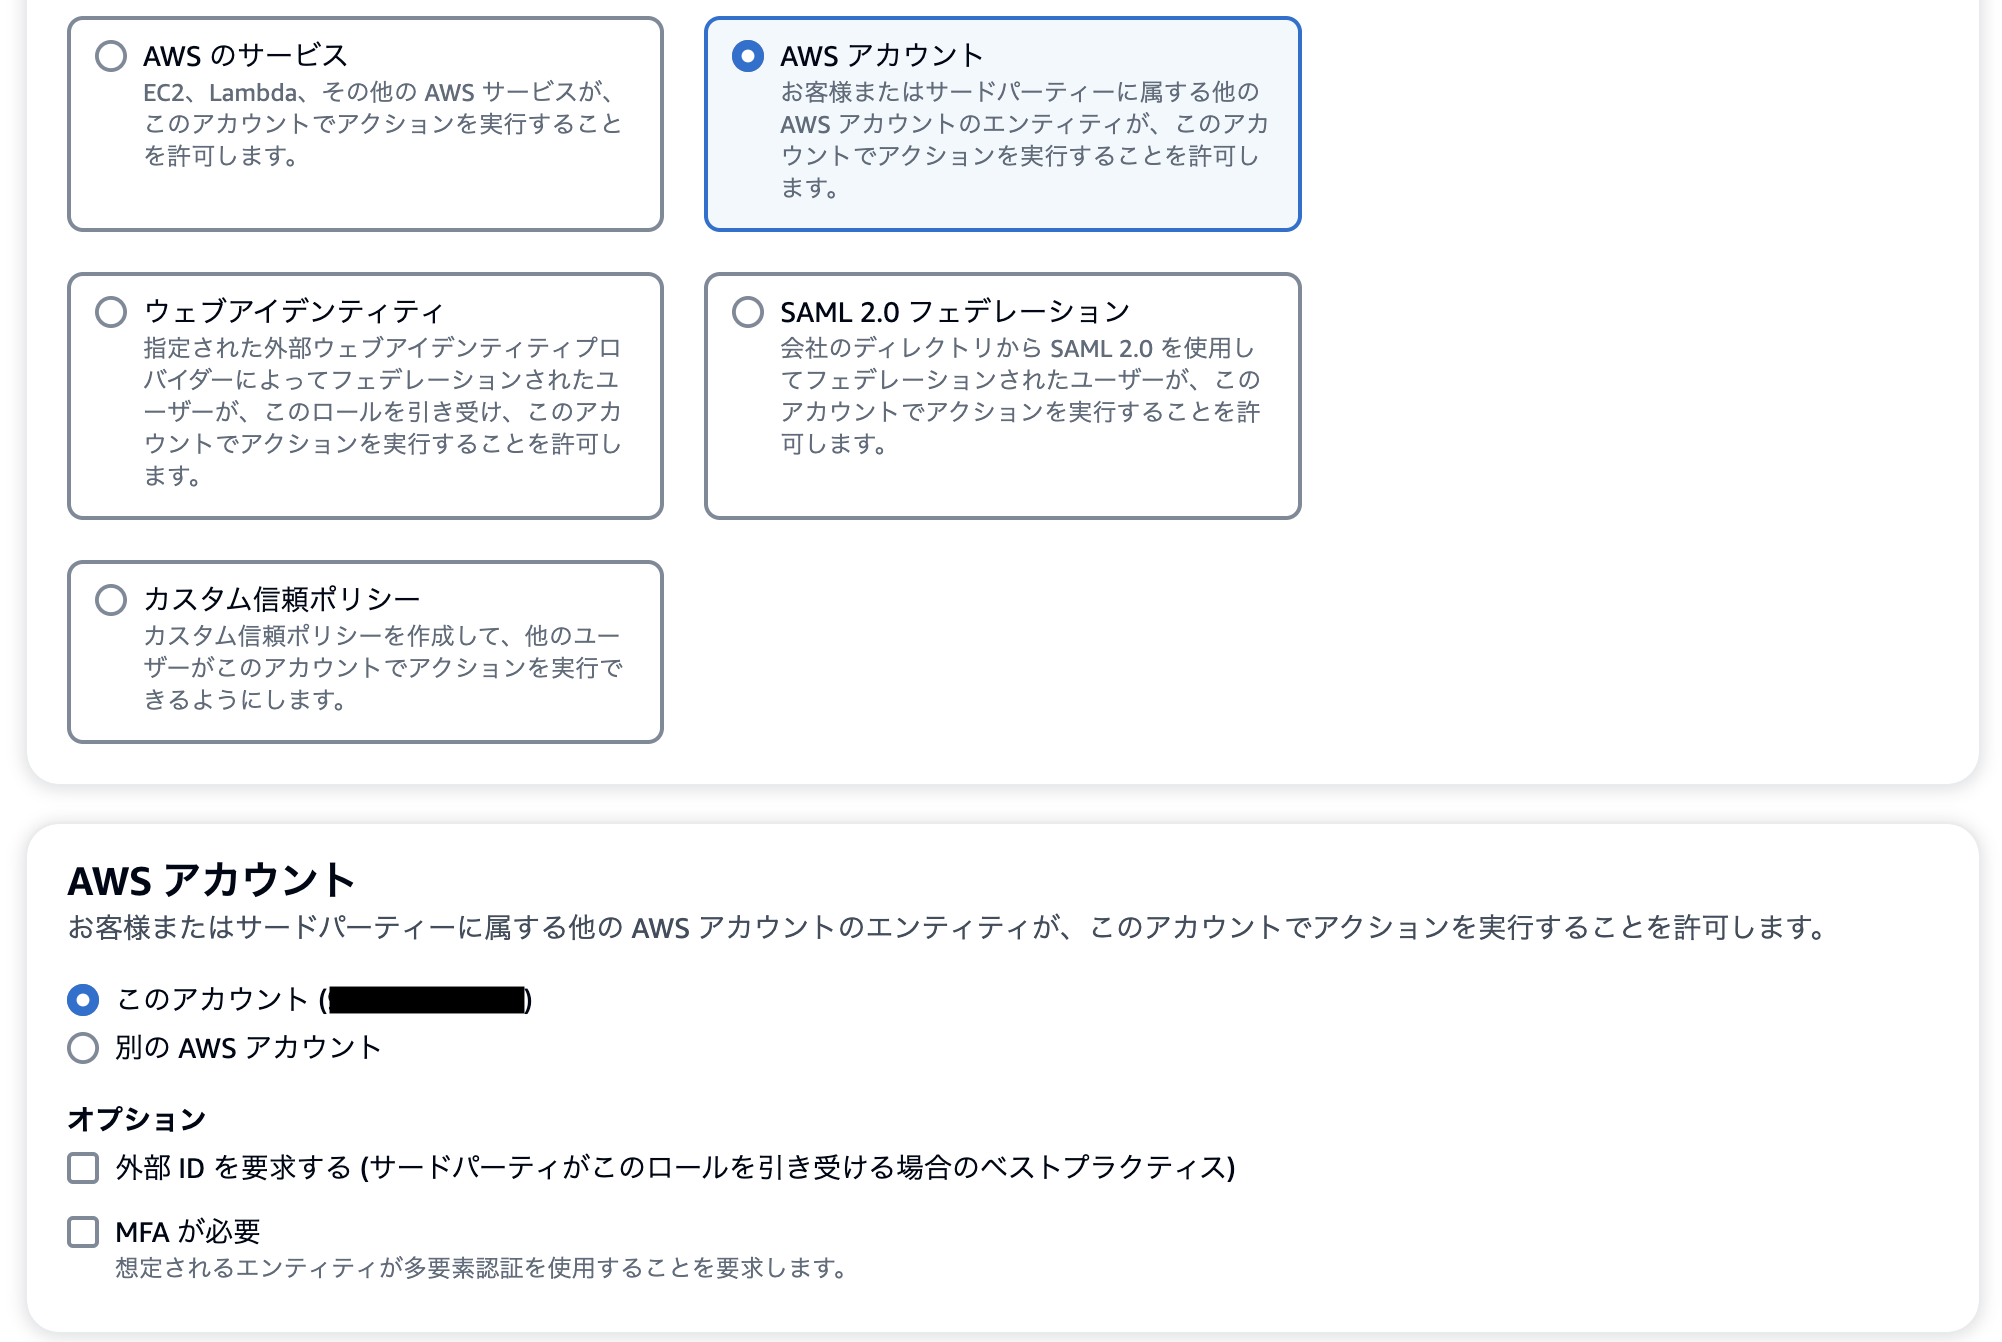 AWS のサービス
EC2、Lambda、その他の AWS サービスが、
このアカウントでアクションを実行すること
を許可します。
AWS アカウント
お客様またはサードパーティーに属する他の
AWS アカウントのエンティティが、このアカ
ウントでアクションを実行することを許可し
ます。
ウェブアイデンティティ
指定された外部ウェブアイデンティティプロ
バイダーによってフェデレーションされたユ
ーザーが、このロールを引き受け、このアカ
ウントでアクションを実行することを許可し
ます。
SAML 2.0 フェデレーション
会社のディレクトリから SAML 2.0 を使用し
てフェデレーションされたユーザーが、この
アカウントでアクションを実行することを許
可します。
カスタム信頼ポリシー
カスタム信頼ポリシーを作成して、他のユー
ザーがこのアカウントでアクションを実行で
きるようにします。
AWS アカウント
お客様またはサードパーティーに属する他の AWS アカウントのエンティティが、このアカウントでアクションを実行することを許可します。
このアカウント ()
別の AWS アカウント
オプション
外部 ID を要求する (サードパーティがこのロールを引き受ける場合のベストプラクティス)
MFA が必要
想定されるエンティティが多要素認証を使用することを要求します。